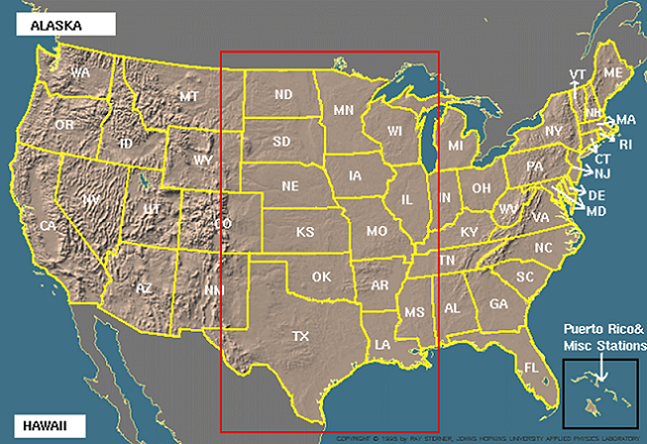 ALASKA
WA
MT
ND
MN
VT
ME
NH
MA
RI
CT
NJ
DE
MD
OR
ID
WY
SD
WI
MI
NY
PA
NV
UT
CO
NE
IA
IL
IN
OH
WV
VA
CA
KS
MO
KY
NC
AZ
NM
OK
AR
TN
SC
TX
LA
MS
AL
GA
FL
Puerto Rico&
Misc Stations
HAWAII
COPYRIGHT © 1995 by RAY STERNER, JOHNS HOPKINS UNIVERSITY APPLIED PHYSICS LABORATORY